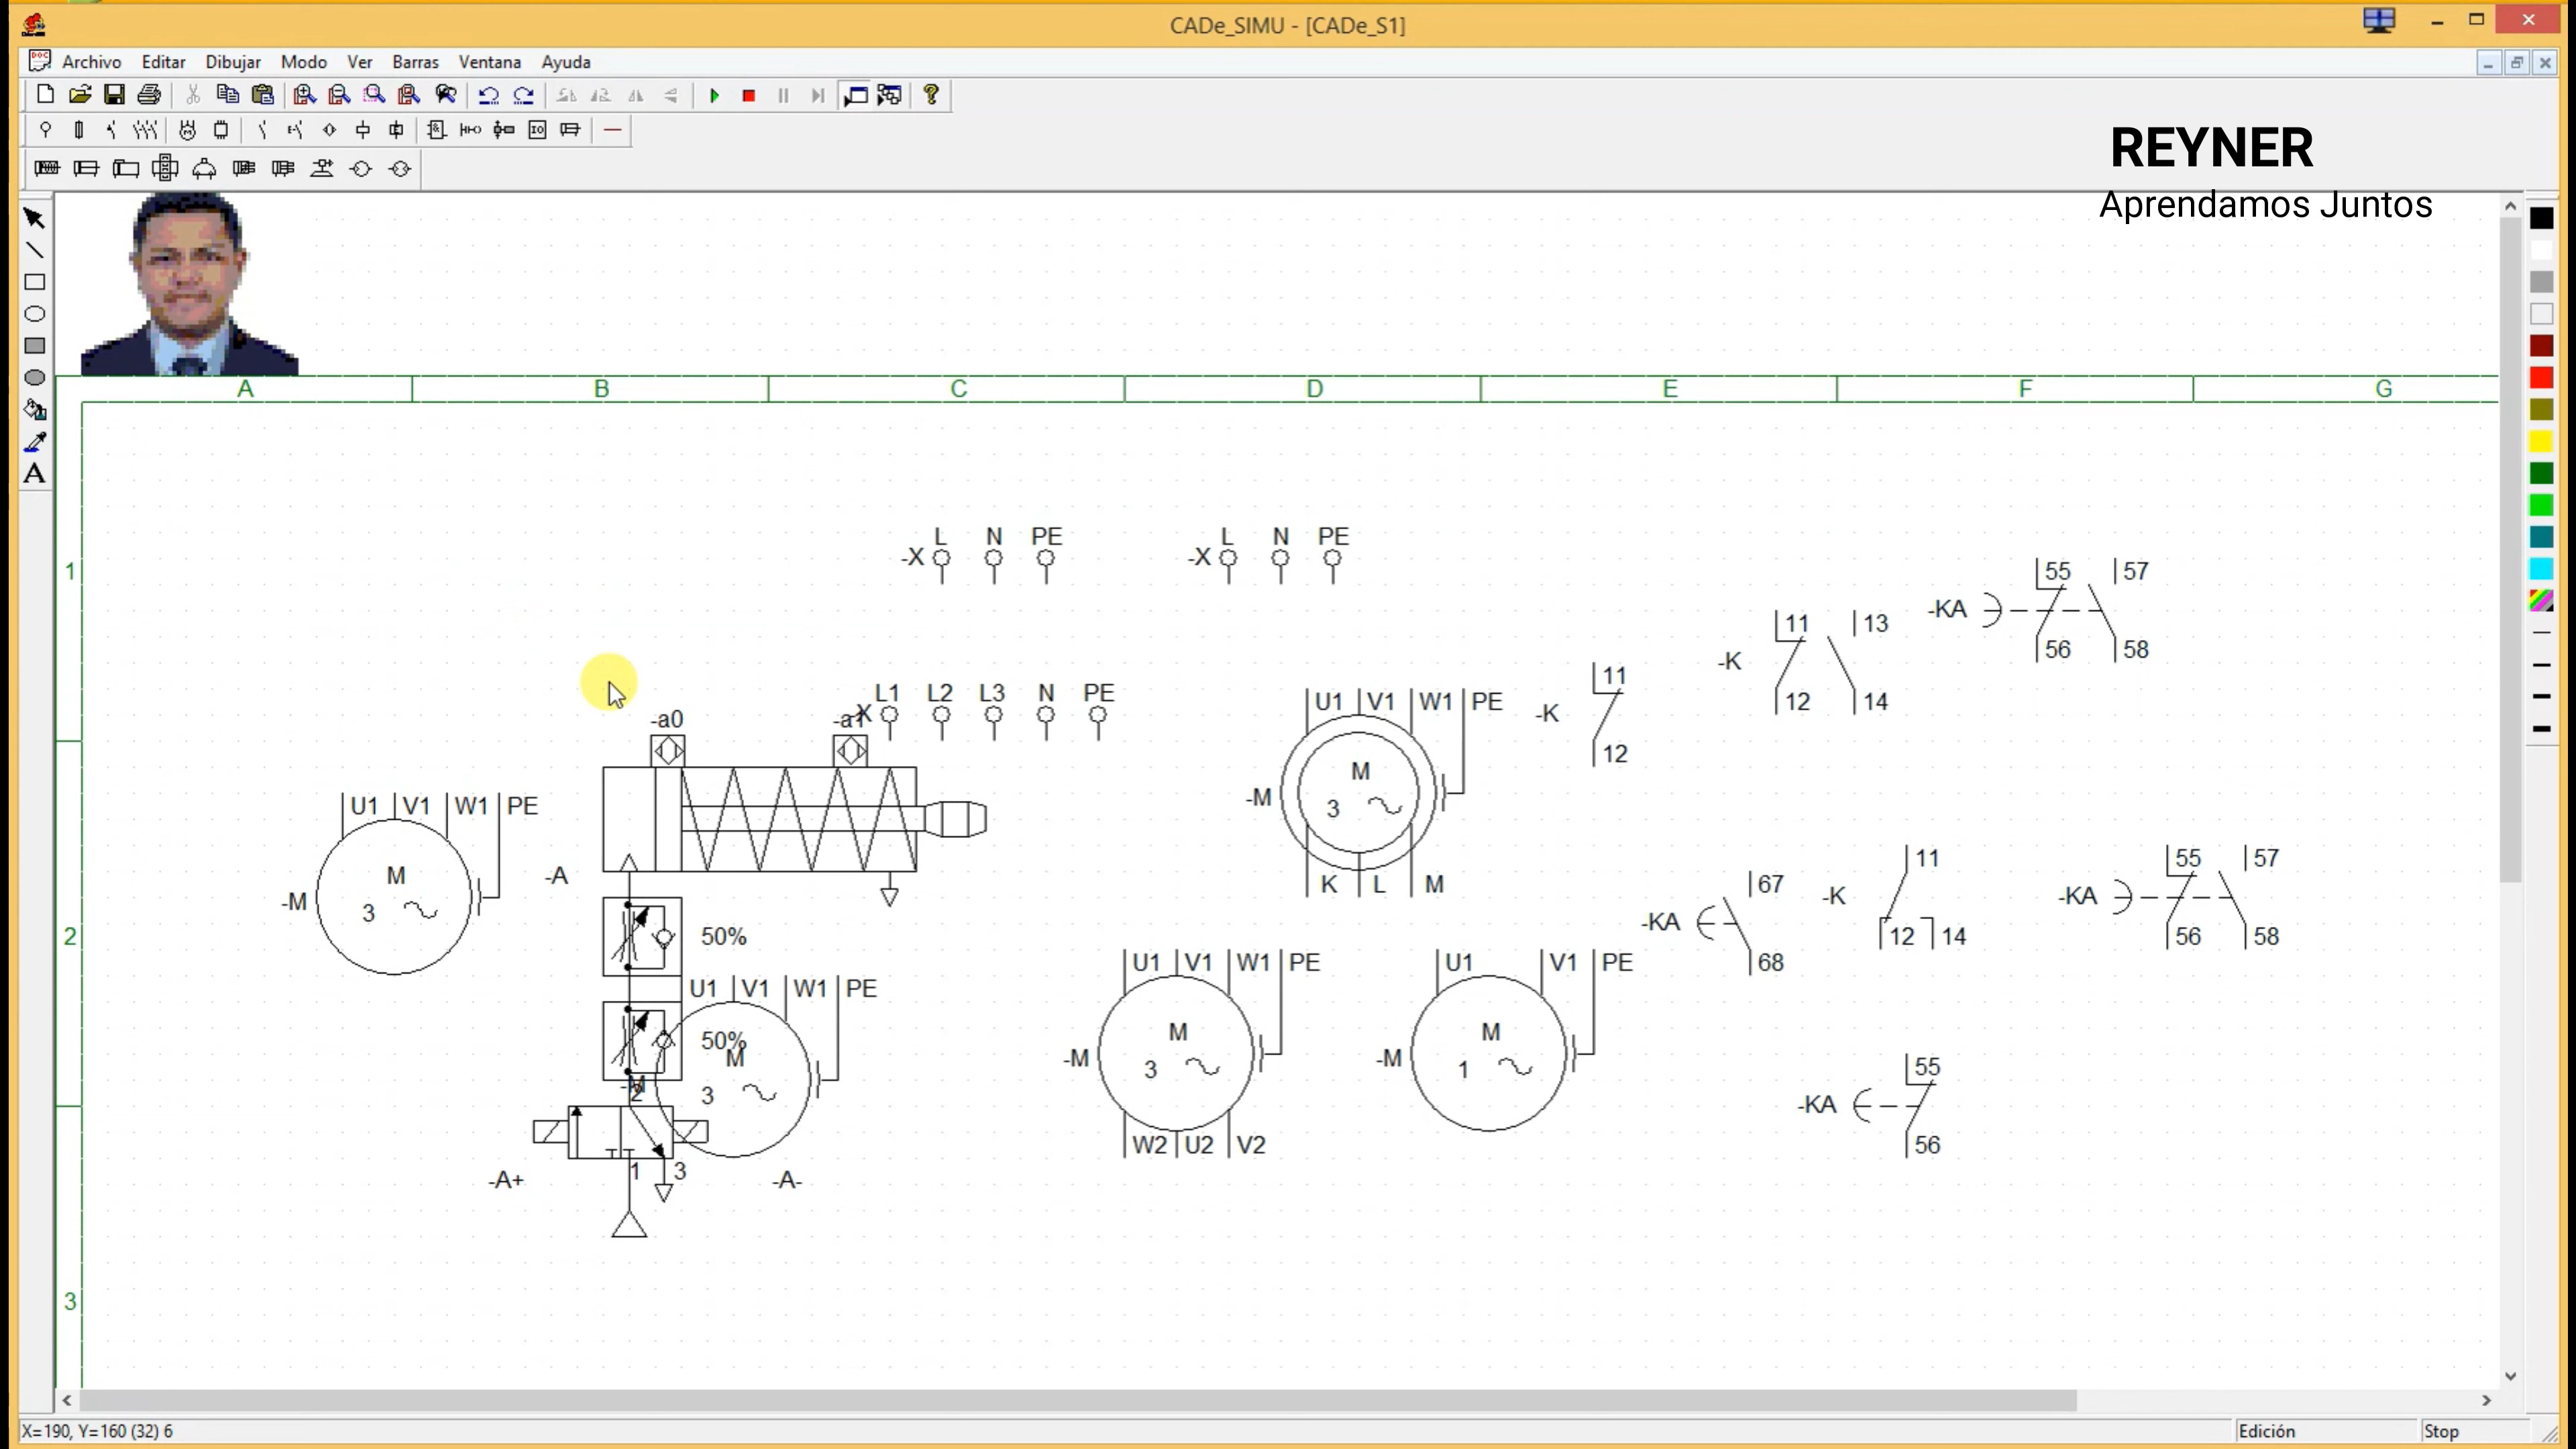 CADe_SIMU - [CADe_S1]
Archivo Editar Dibujar Modo Ver Barras Ventana Ayuda
REYNER
Aprendamos Juntos
A B C D E F G
1
2
3
L N PE
-X
L N PE
-X
L1 L2 L3 N PE
-X
-a0
-a1
-A
50%
50%
2
1 3
-A+
-A-
U1 V1 W1 PE
M
3
-M
U1 V1 W1 PE
M
3
-M
U1 V1 W1 PE
M
3
-M
K L M
U1 V1 W1 PE
M
3
-M
W2 U2 V2
U1 V1 PE
M
1
-M
11
-K
12
11 13
-K
12 14
55 57
-KA
56 58
67
-KA
68
11
-K
12 14
55 57
-KA
56 58
55
-KA
56
X=190, Y=160 (32) 6
Edición
Stop